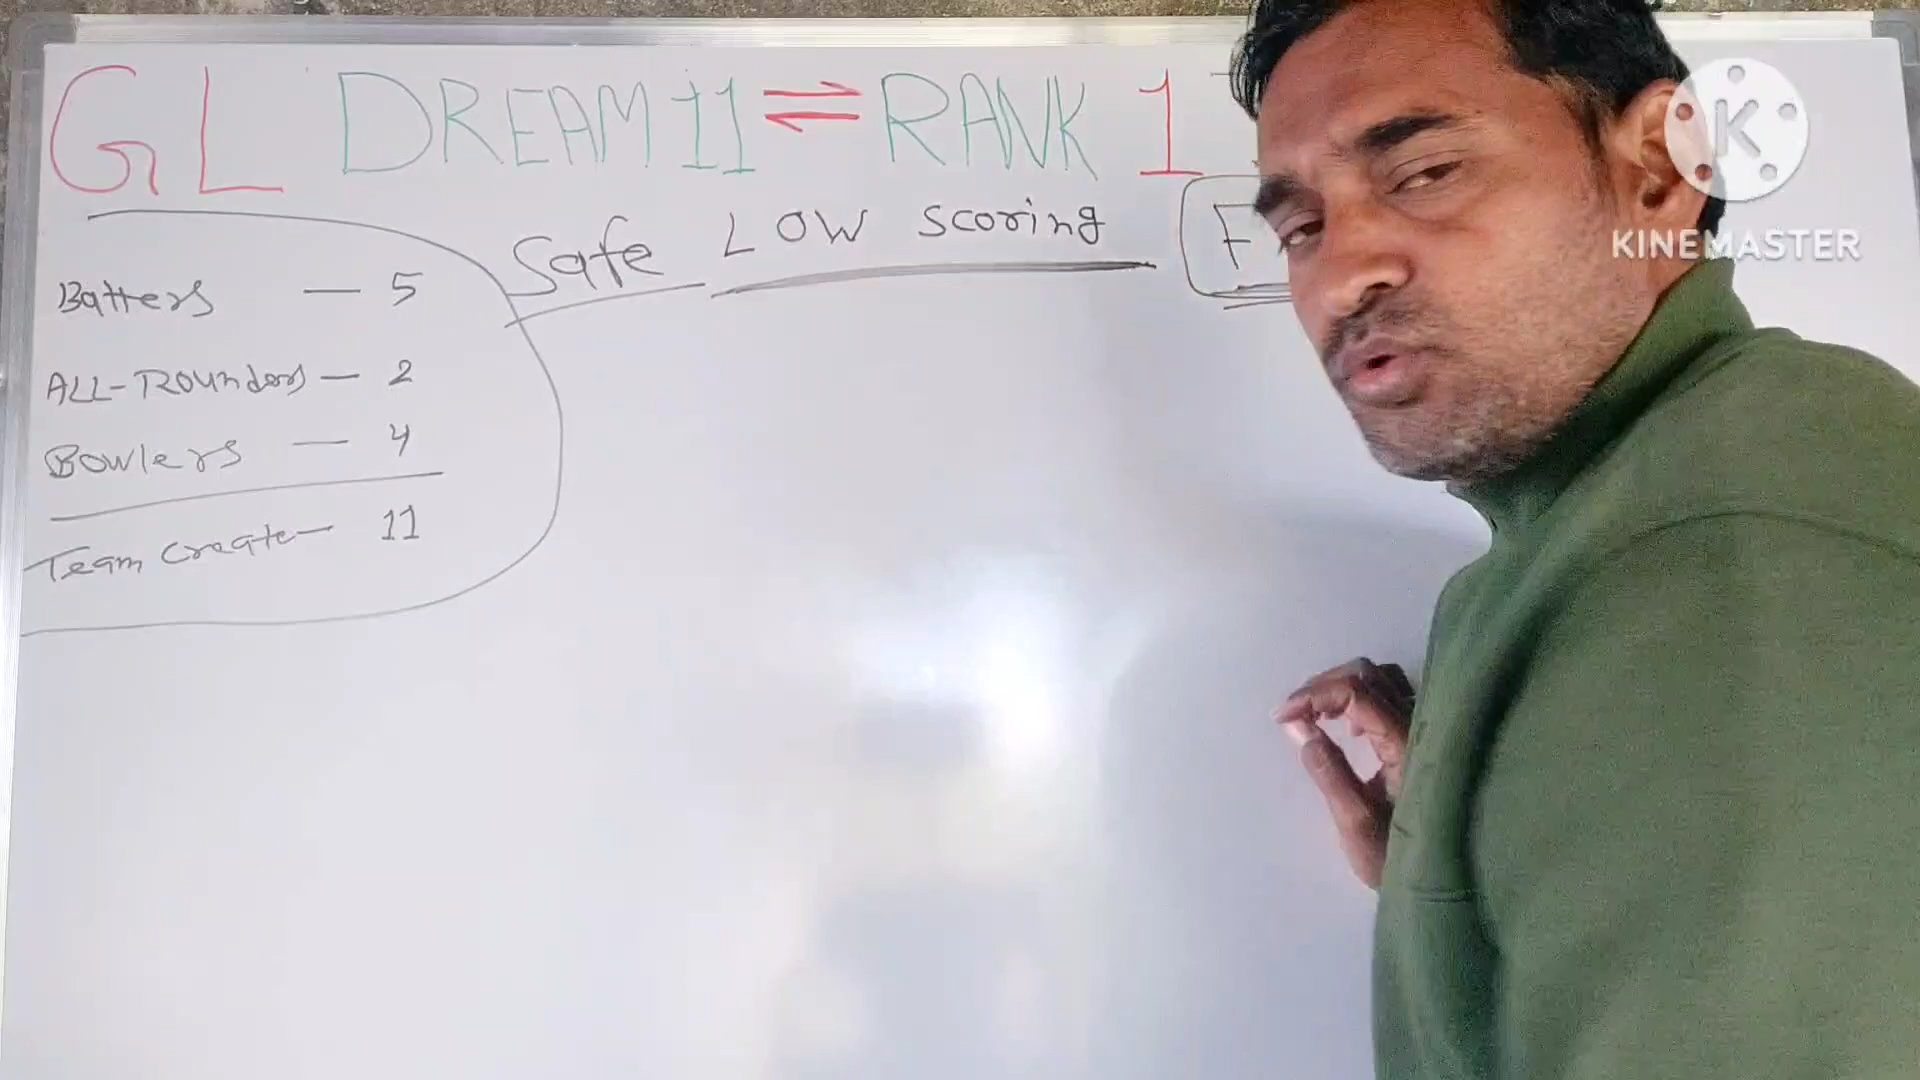 GL DREAM 11 ⇌ RANK 1
Safe LOW scoring
Batters — 5
ALL-Rounders — 2
Bowlers — 4
Team create — 11
K
KINEMASTER